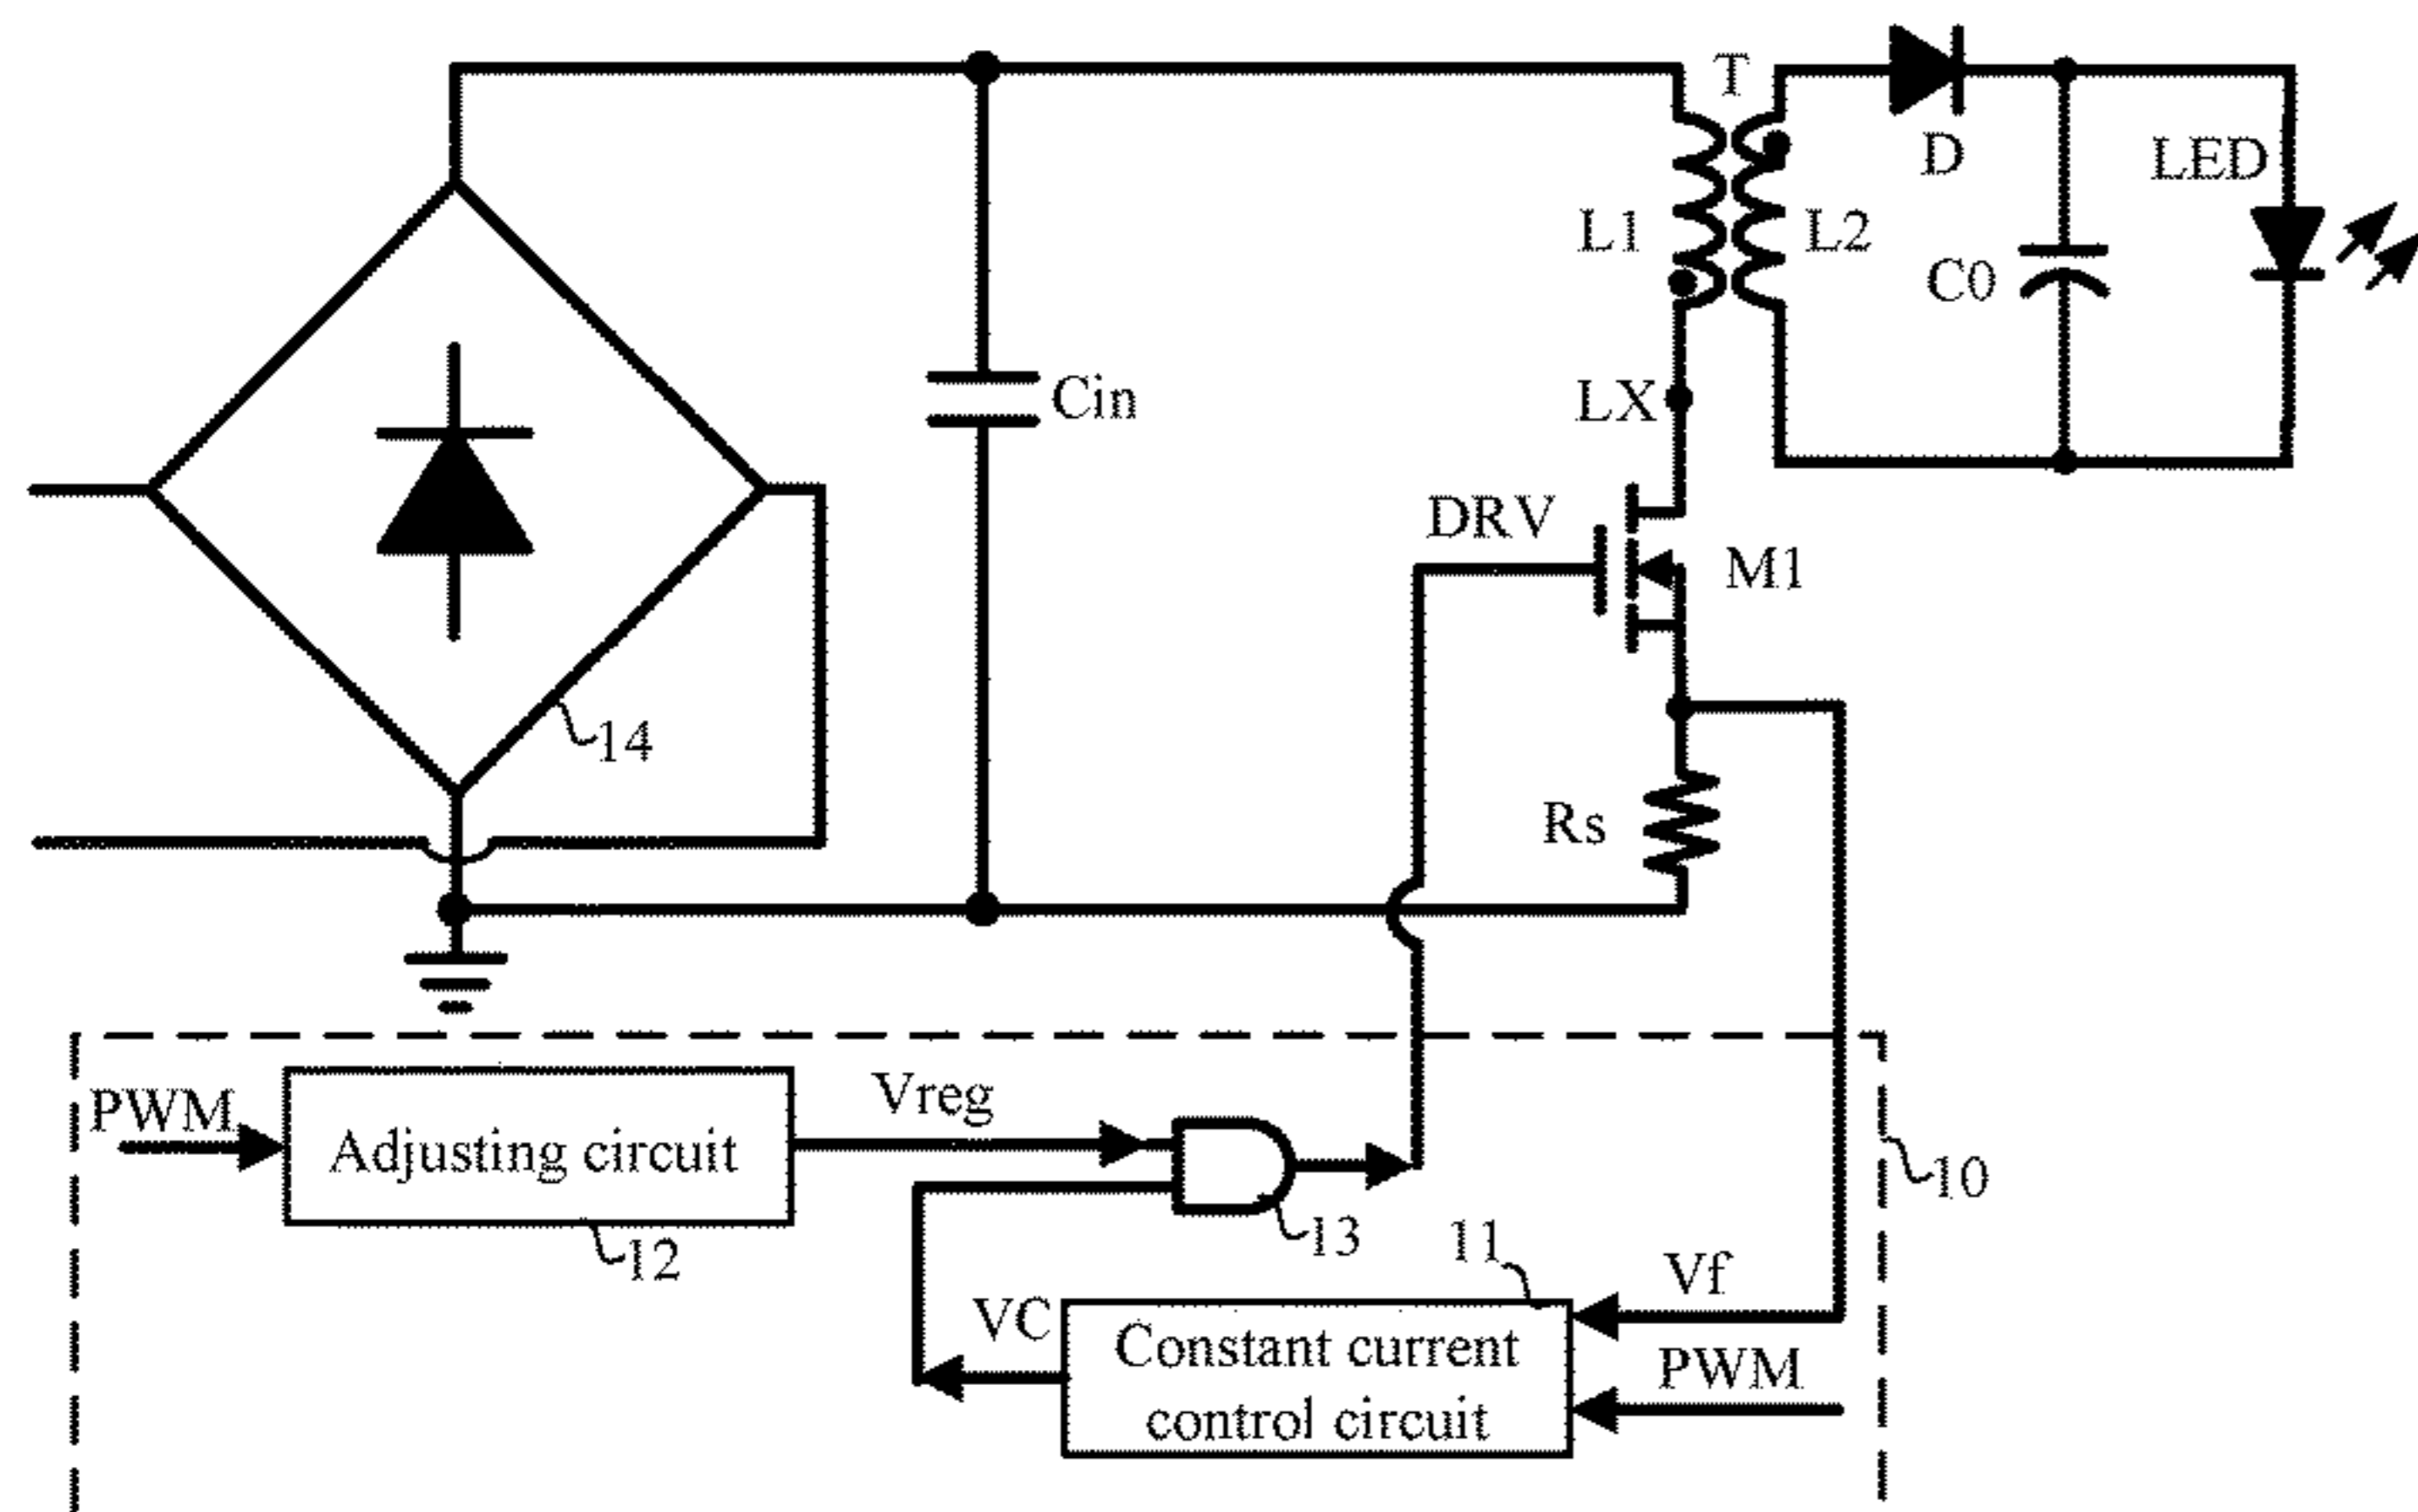 T
D
LED
L1
L2
C0
Cin
LX
DRV
M1
14
Rs
PWM
Adjusting circuit
Vreg
10
12
13
11
Vf
VC
Constant current
control circuit
PWM